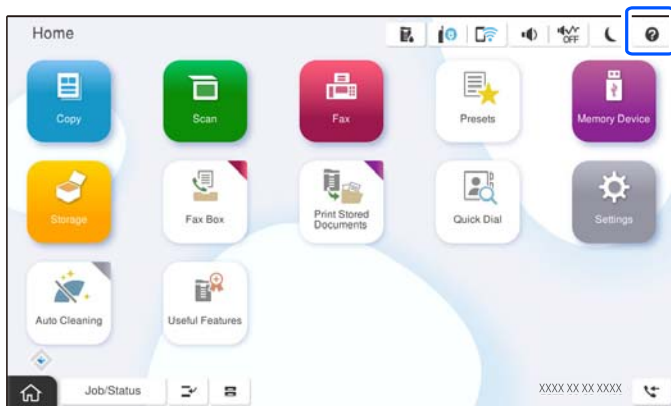 Home
OFF
?
Copy
Scan
Fax
Presets
Memory Device
Storage
Fax Box
Print Stored
Documents
Quick Dial
Settings
Auto Cleaning
Useful Features
Job/Status
XXXX XX XX XXXX